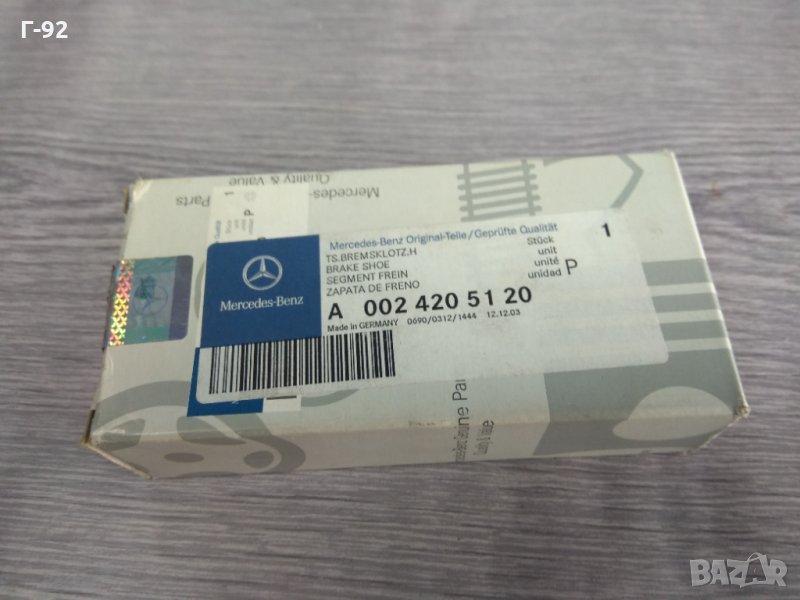 Г-92
Parts
Quality & Value
Mercedes-
1
P
Mercedes-Benz Original-Teile/Geprüfte Qualität
TS.BREMSKLOTZ,H
BRAKE SHOE
SEGMENT FREIN
ZAPATA DE FRENO
Stück
unit
unité
unidad P
1
Mercedes-Benz
A 002 420 51 20
Made in GERMANY 0690/0312/1444 12.12.03
BAZAR